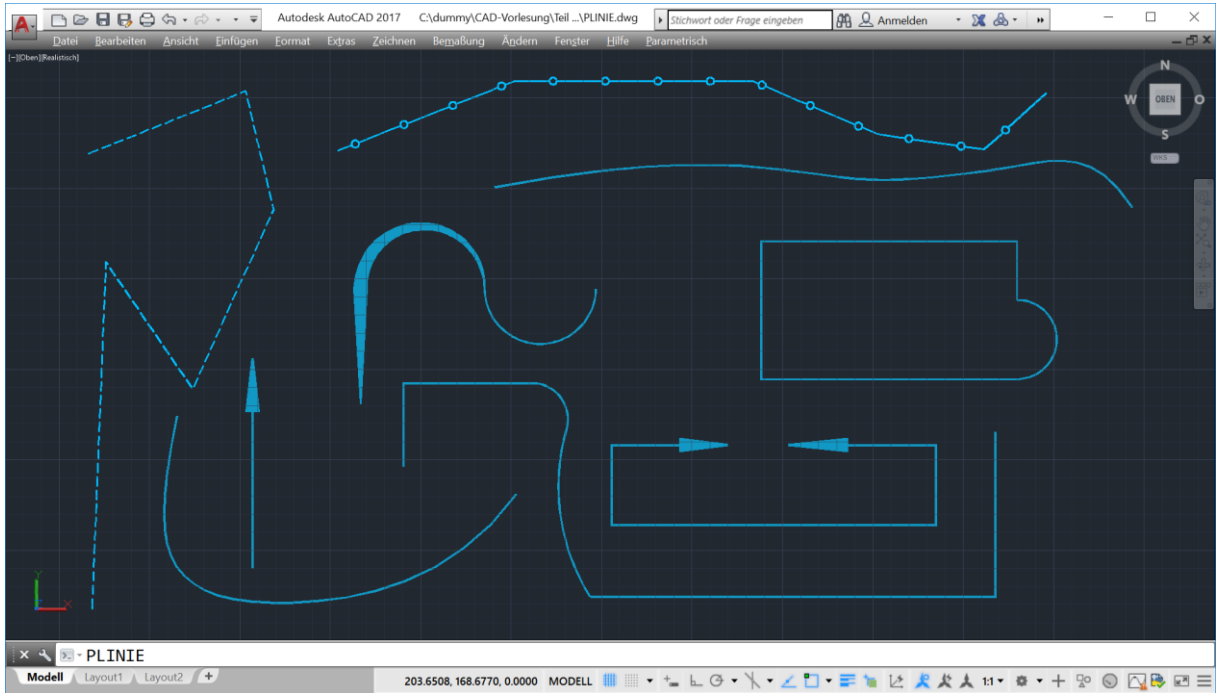 A Autodesk AutoCAD 2017 C:\dummy\CAD-Vorlesung\Teil ...\PLINIE.dwg Stichwort oder Frage eingeben Anmelden
Datei Bearbeiten Ansicht Einfügen Format Extras Zeichnen Bemaßung Ändern Fenster Hilfe Parametrisch
[−][Oben][Realistisch]
N
W OBEN O
S
WKS
Y
X
PLINIE
Modell Layout1 Layout2 + 203.6508, 168.6770, 0.0000 MODELL 1:1